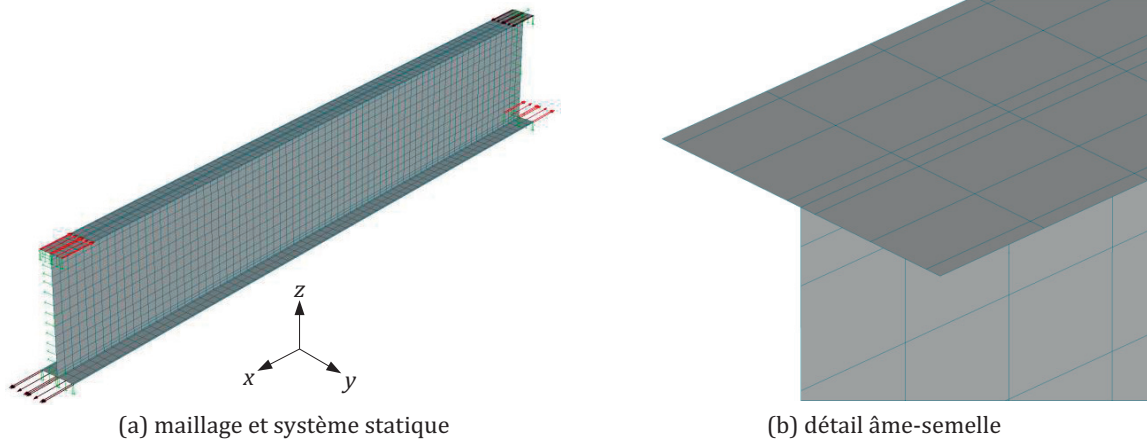 z
x
y
(a) maillage et système statique
(b) détail âme-semelle